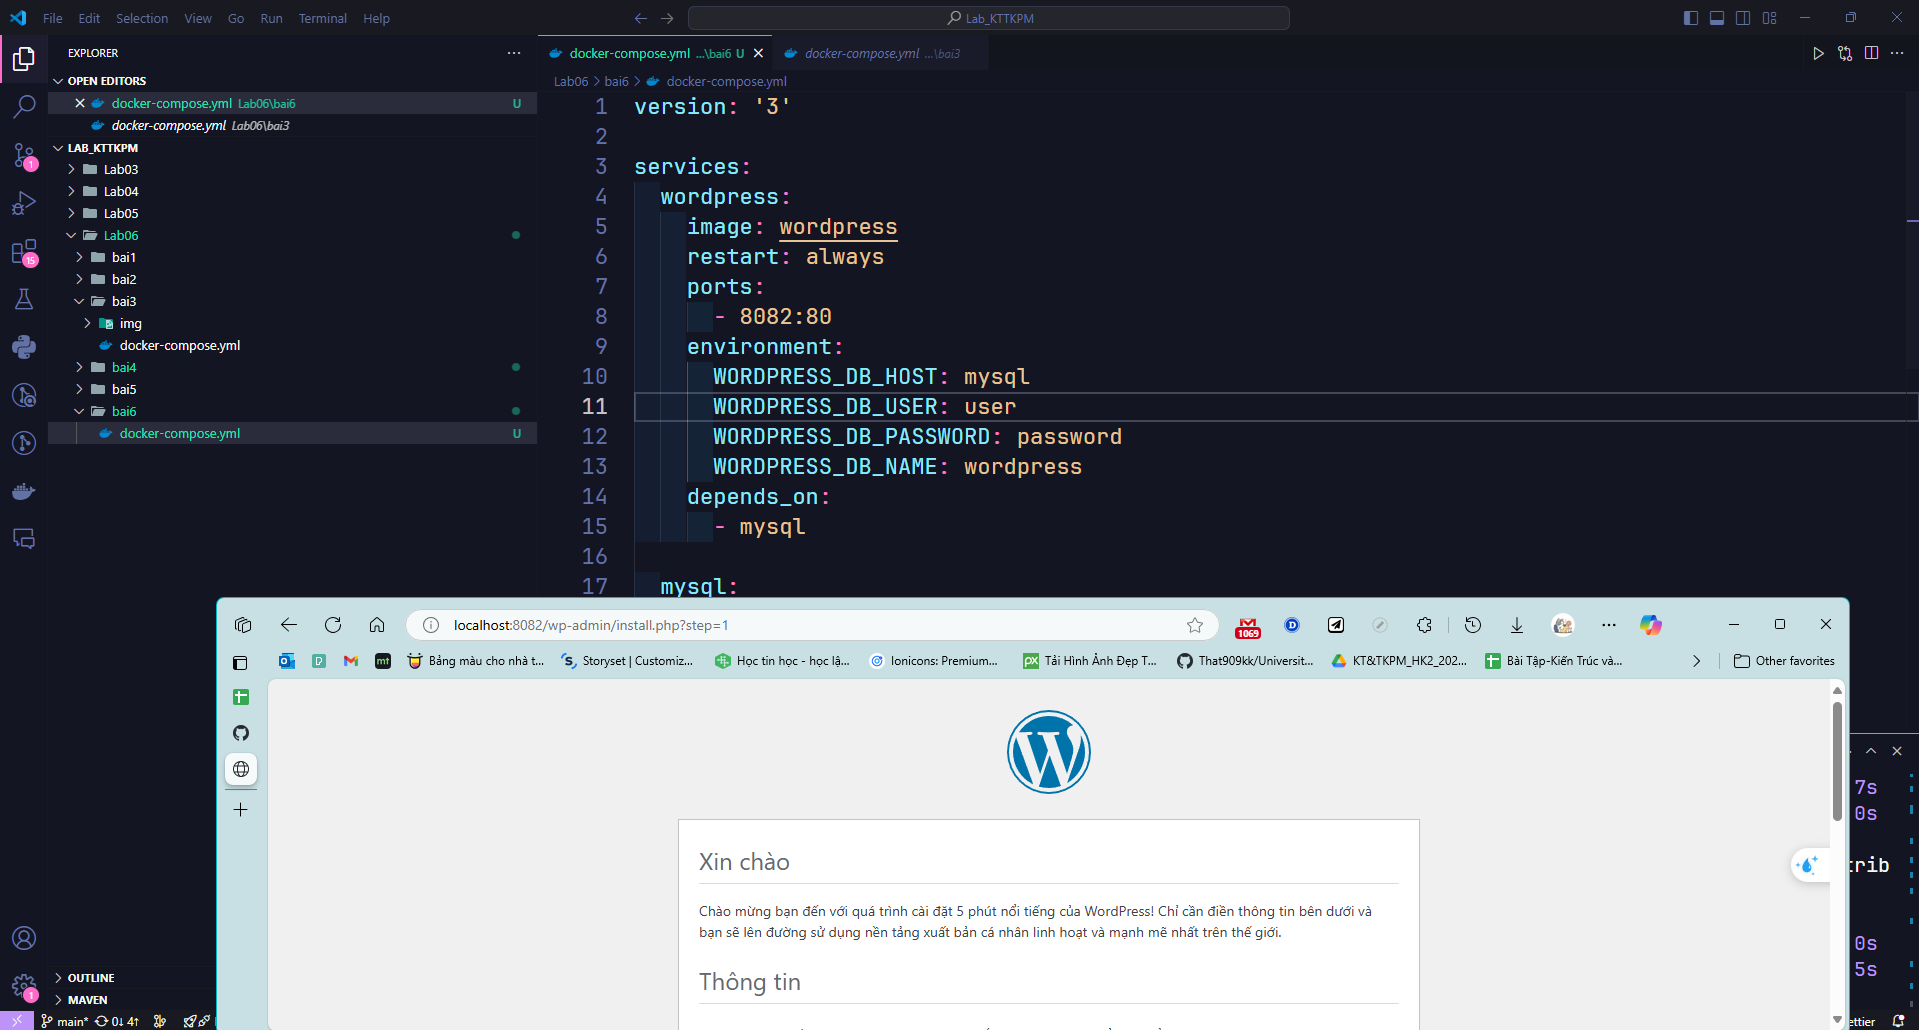 File Edit Selection View Go Run Terminal Help
Lab_KTTKPM
EXPLORER
OPEN EDITORS
docker-compose.yml Lab06\bai6 U
docker-compose.yml Lab06\bai3
LAB_KTTKPM
Lab03
Lab04
Lab05
Lab06
bai1
bai2
bai3
img
docker-compose.yml
bai4
bai5
bai6
docker-compose.yml U
OUTLINE
MAVEN
main* 0↓ 4↑
1
15
1
docker-compose.yml ...\bai6 U
docker-compose.yml ...\bai3
Lab06 > bai6 > docker-compose.yml
1 version: '3'
2
3 services:
4 wordpress:
5 image: wordpress
6 restart: always
7 ports:
8 - 8082:80
9 environment:
10 WORDPRESS_DB_HOST: mysql
11 WORDPRESS_DB_USER: user
12 WORDPRESS_DB_PASSWORD: password
13 WORDPRESS_DB_NAME: wordpress
14 depends_on:
15 - mysql
16
17 mysql:
localhost:8082/wp-admin/install.php?step=1
1069
D
mt
Bảng màu cho nhà t...
Storyset | Customiz...
Học tin học - học lậ...
Ionicons: Premium...
px Tải Hình Ảnh Đẹp T...
That909kk/Universit...
KT&TKPM_HK2_202...
Bài Tập-Kiến Trúc và...
Other favorites
Xin chào
Chào mừng bạn đến với quá trình cài đặt 5 phút nổi tiếng của WordPress! Chỉ cần điền thông tin bên dưới và
bạn sẽ lên đường sử dụng nền tảng xuất bản cá nhân linh hoạt và mạnh mẽ nhất trên thế giới.
Thông tin
7s
0s
trib
0s
5s
ettier